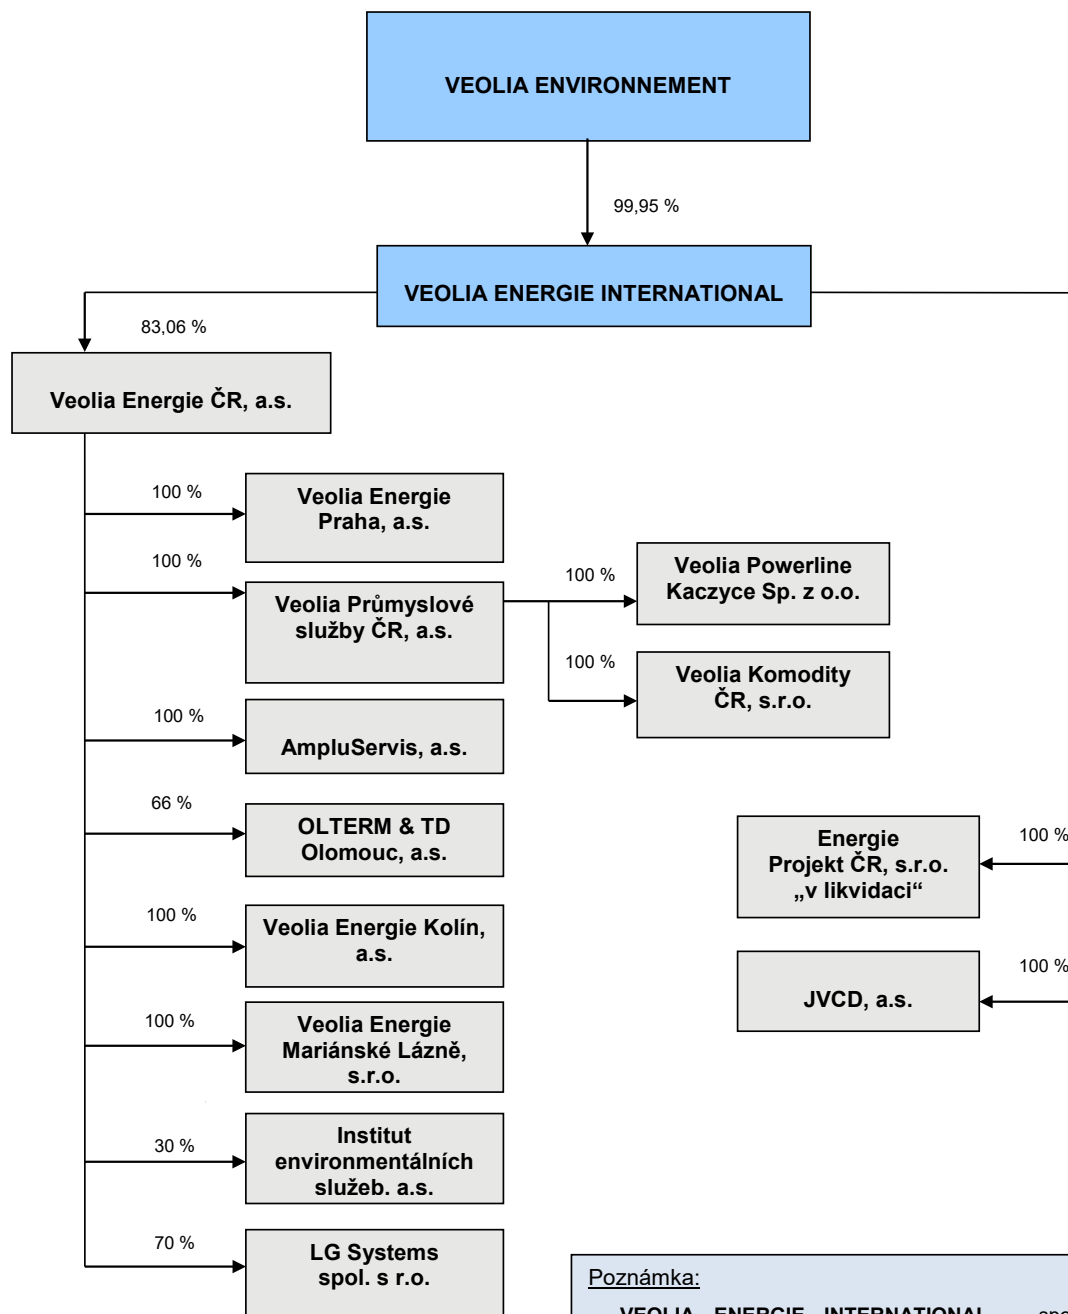 VEOLIA ENVIRONNEMENT
99,95 %
VEOLIA ENERGIE INTERNATIONAL
83,06 %
Veolia Energie ČR, a.s.
100 %
Veolia Energie
Praha, a.s.
100 %
Veolia Průmyslové
služby ČR, a.s.
100 %
Veolia Powerline
Kaczyce Sp. z o.o.
100 %
Veolia Komodity
ČR, s.r.o.
100 %
AmpluServis, a.s.
66 %
OLTERM & TD
Olomouc, a.s.
100 %
Energie
Projekt ČR, s.r.o.
„v likvidaci“
100 %
Veolia Energie Kolín,
a.s.
100 %
JVCD, a.s.
100 %
Veolia Energie
Mariánské Lázně,
s.r.o.
30 %
Institut
environmentálních
služeb. a.s.
70 %
LG Systems
spol. s r.o.
Poznámka:
VEOLIA ENERGIE INTERNATIONAL